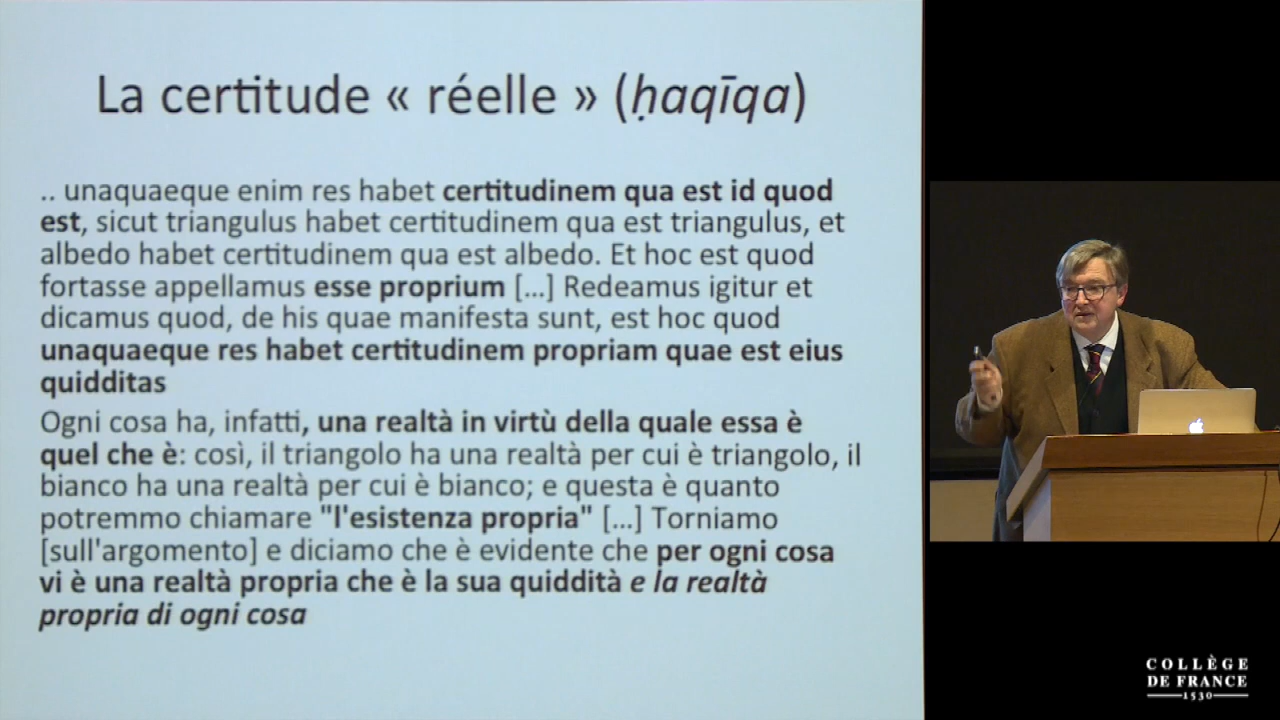 La certitude « réelle » (ḥaqīqa)
.. unaquaeque enim res habet certitudinem qua est id quod
est, sicut triangulus habet certitudinem qua est triangulus, et
albedo habet certitudinem qua est albedo. Et hoc est quod
fortasse appellamus esse proprium [...] Redeamus igitur et
dicamus quod, de his quae manifesta sunt, est hoc quod
unaquaeque res habet certitudinem propriam quae est eius
quidditas
Ogni cosa ha, infatti, una realtà in virtù della quale essa è
quel che è: così, il triangolo ha una realtà per cui è triangolo, il
bianco ha una realtà per cui è bianco; e questa è quanto
potremmo chiamare "l'esistenza propria" [...] Torniamo
[sull'argomento] e diciamo che è evidente che per ogni cosa
vi è una realtà propria che è la sua quiddità e la realtà
propria di ogni cosa
COLLÈGE
DE FRANCE
1530